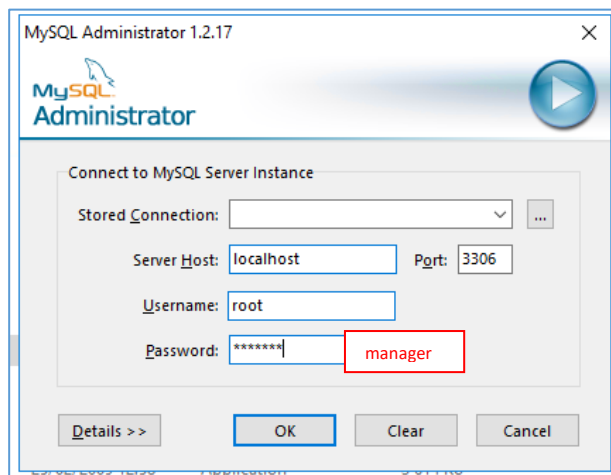 MySQL Administrator 1.2.17
MySQL
Administrator
Connect to MySQL Server Instance
Stored Connection:
...
Server Host: localhost Port: 3306
Username: root
Password: ******* manager
Details >> OK Clear Cancel